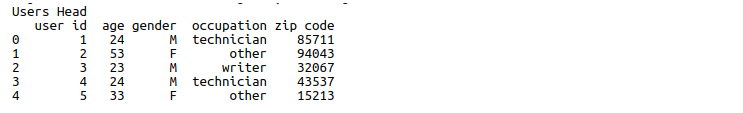 Users Head
   user id  age gender  occupation zip code
0        1   24      M  technician    85711
1        2   53      F       other    94043
2        3   23      M      writer    32067
3        4   24      M  technician    43537
4        5   33      F       other    15213